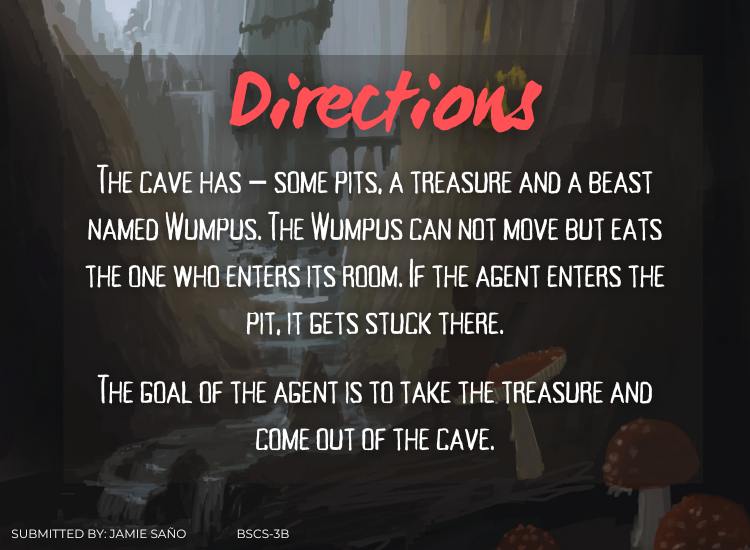 Directions
The cave has – some pits, a treasure and a beast
named Wumpus. The Wumpus can not move but eats
the one who enters its room. If the agent enters the
pit, it gets stuck there.
The goal of the agent is to take the treasure and
come out of the cave.
SUBMITTED BY: JAMIE SAÑO BSCS-3B